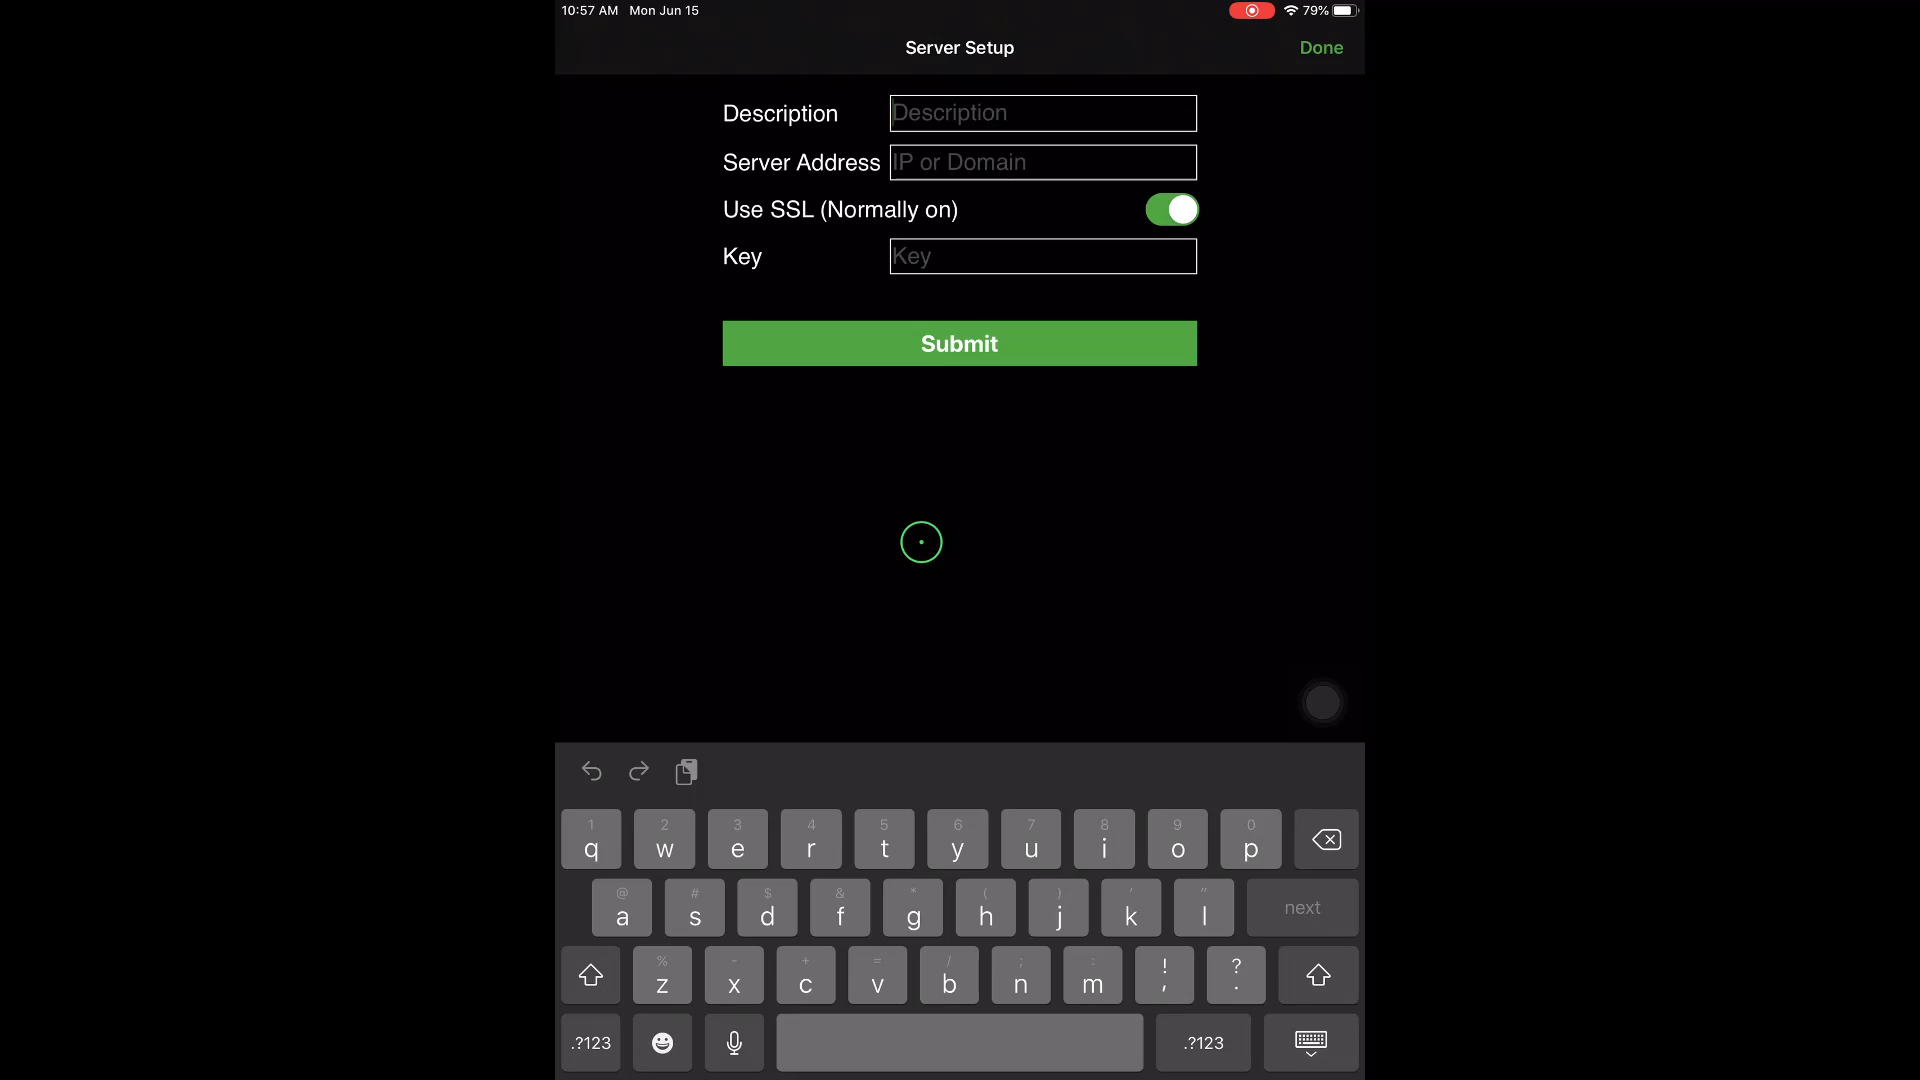 10:57 AM Mon Jun 15
79%
Server Setup
Done
Description
Description
Server Address
IP or Domain
Use SSL (Normally on)
Key
Key
Submit
1 2 3 4 5 6 7 8 9 0
q w e r t y u i o p
@ # $ & * ( ) ' "
a s d f g h j k l
next
% - + = / ; : ! ?
z x c v b n m , .
.?123
.?123